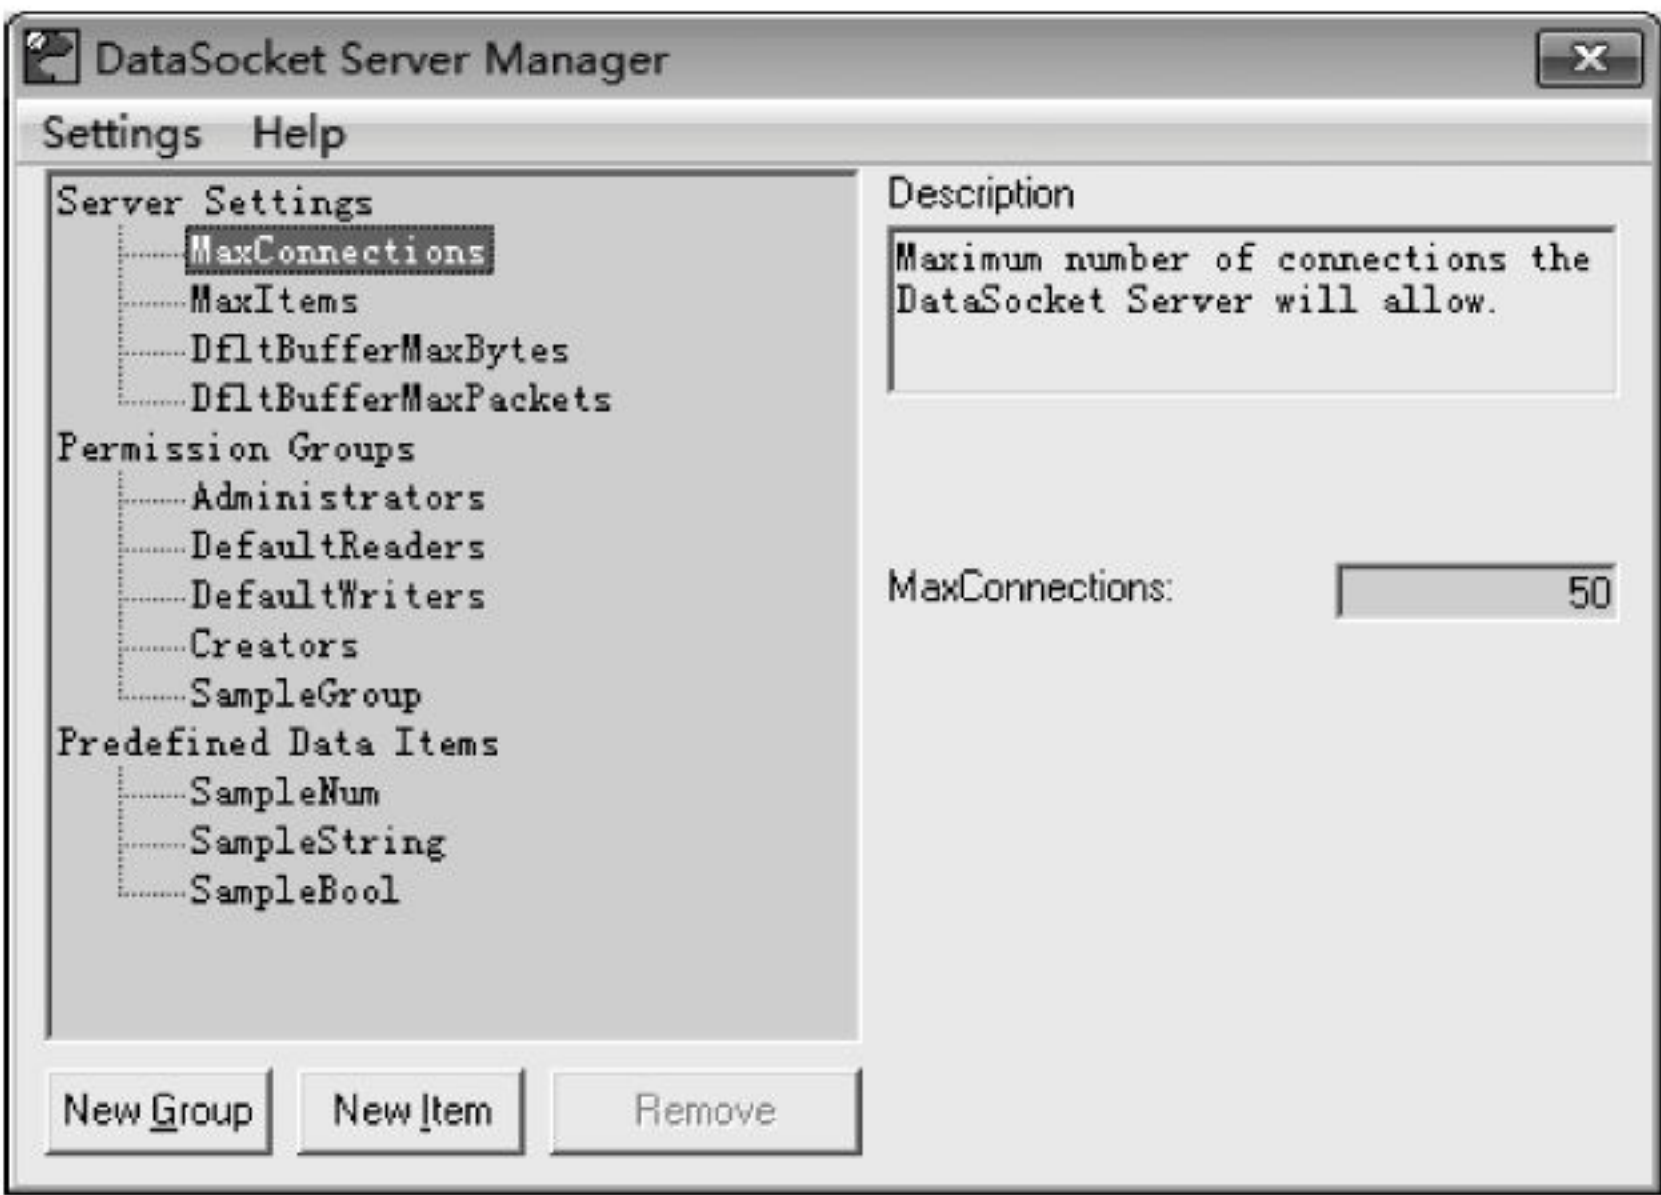 DataSocket Server Manager
Settings Help
Server Settings
MaxConnections
MaxItems
DfltBufferMaxBytes
DfltBufferMaxPackets
Permission Groups
Administrators
DefaultReaders
DefaultWriters
Creators
SampleGroup
Predefined Data Items
SampleNum
SampleString
SampleBool
New Group New Item Remove
Description
Maximum number of connections the
DataSocket Server will allow.
MaxConnections: 50